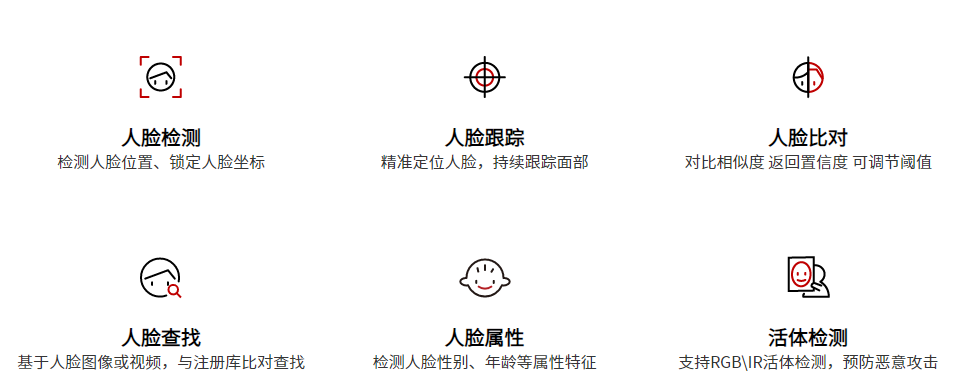 人脸检测
检测人脸位置、锁定人脸坐标
人脸跟踪
精准定位人脸，持续跟踪面部
人脸比对
对比相似度 返回置信度 可调节阈值
人脸查找
基于人脸图像或视频，与注册库比对查找
人脸属性
检测人脸性别、年龄等属性特征
活体检测
支持RGB\IR活体检测，预防恶意攻击